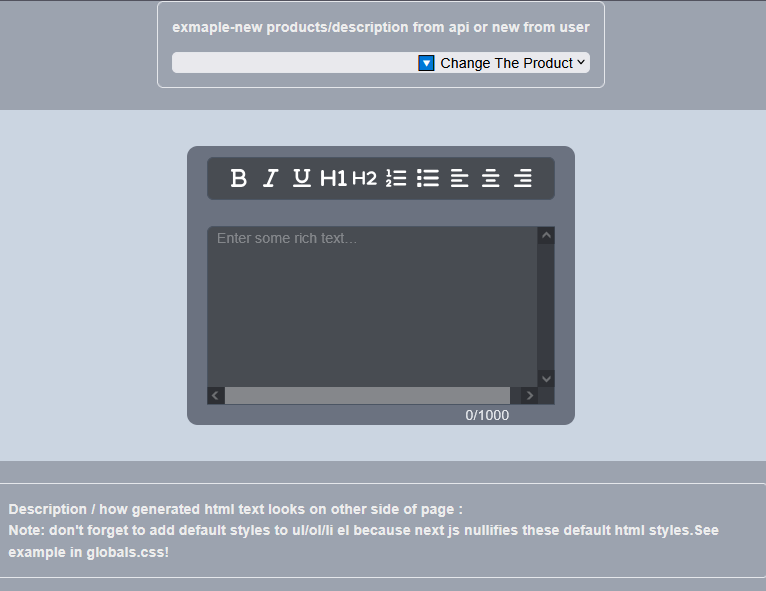 exmaple-new products/description from api or new from user
🔽 Change The Product
B I U H1 H2
Enter some rich text...
0/1000
Description / how generated html text looks on other side of page :
Note: don't forget to add default styles to ul/ol/li el because next js nullifies these default html styles.See
example in globals.css!